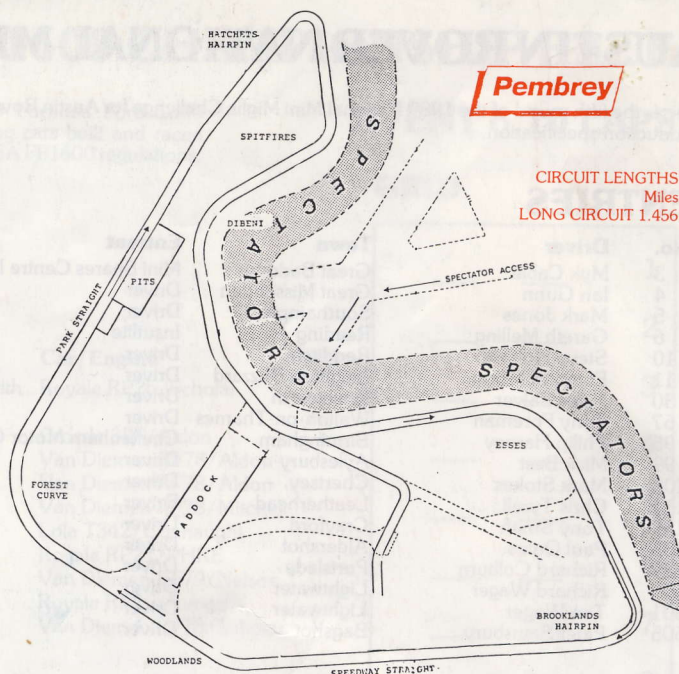 HATCHETS
HAIRPIN
Pembrey
SPITFIRES
CIRCUIT LENGTHS
Miles
LONG CIRCUIT 1.456
DIBENI
SPECTATORS
SPECTATOR ACCESS
PITS
PARK STRAIGHT
SPECTATORS
ESSES
FOREST
CURVE
PADDOCK
BROOKLANDS
HAIRPIN
WOODLANDS
SPEEDWAY STRAIGHT